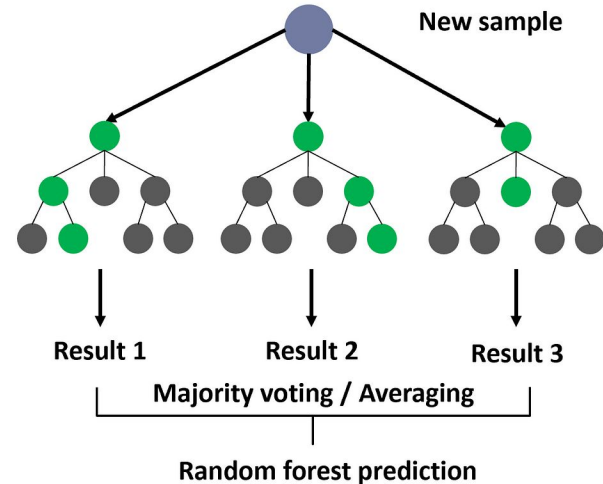 New sample
Result 1
Result 2
Result 3
Majority voting / Averaging
Random forest prediction